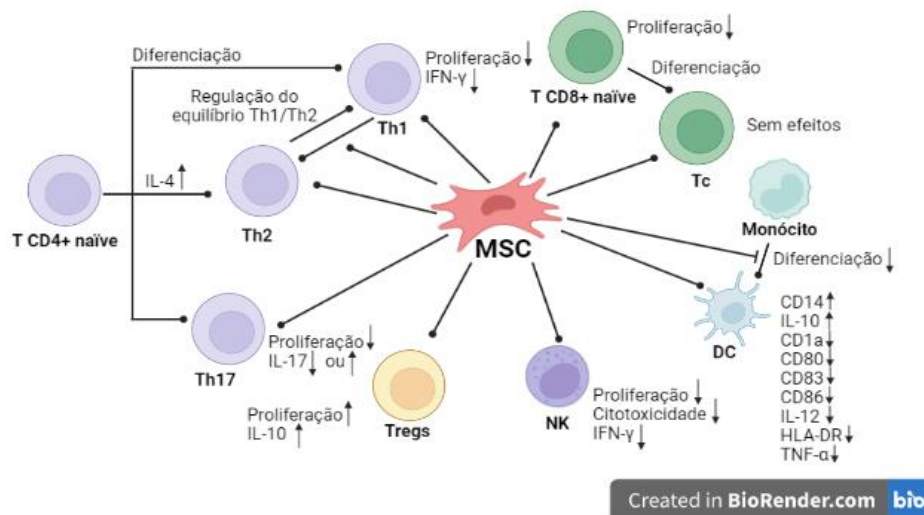 Diferenciação
Proliferação ↓
IFN-γ ↓
Th1
Proliferação ↓
T CD8+ naïve
Diferenciação
Sem efeitos
Tc
Regulação do
equilíbrio Th1/Th2
IL-4 ↑
Th2
T CD4+ naïve
MSC
Monócito
Diferenciação ↓
DC
CD14 ↑
IL-10 ↑
CD1a ↓
CD80 ↓
CD83 ↓
CD86 ↓
IL-12 ↓
HLA-DR ↓
TNF-α ↓
Th17
Proliferação ↓
IL-17 ↓ ou ↑
Proliferação ↑
IL-10 ↑
Tregs
NK
Proliferação ↓
Citotoxicidade ↓
IFN-γ ↓
Created in BioRender.com bio